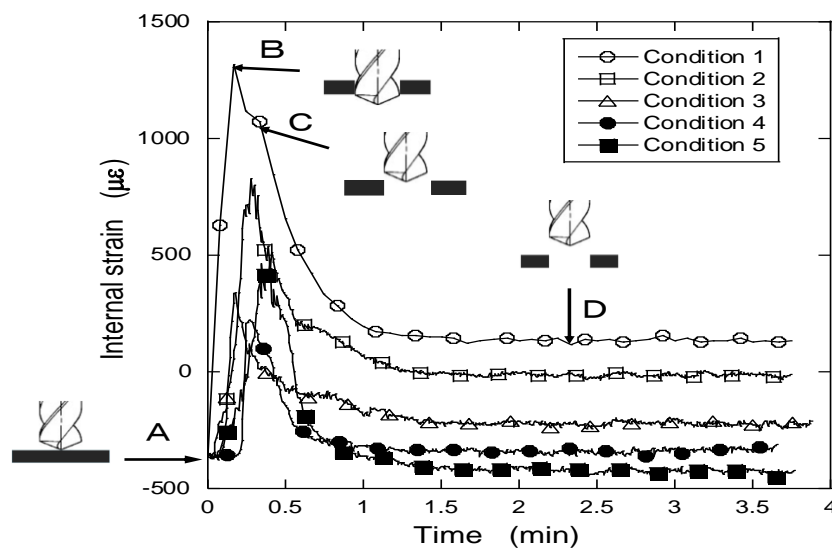 1500
1000
500
0
-500
Internal strain (με)
0
0.5
1
1.5
2
2.5
3
3.5
4
Time (min)
A
B
C
D
Condition 1
Condition 2
Condition 3
Condition 4
Condition 5